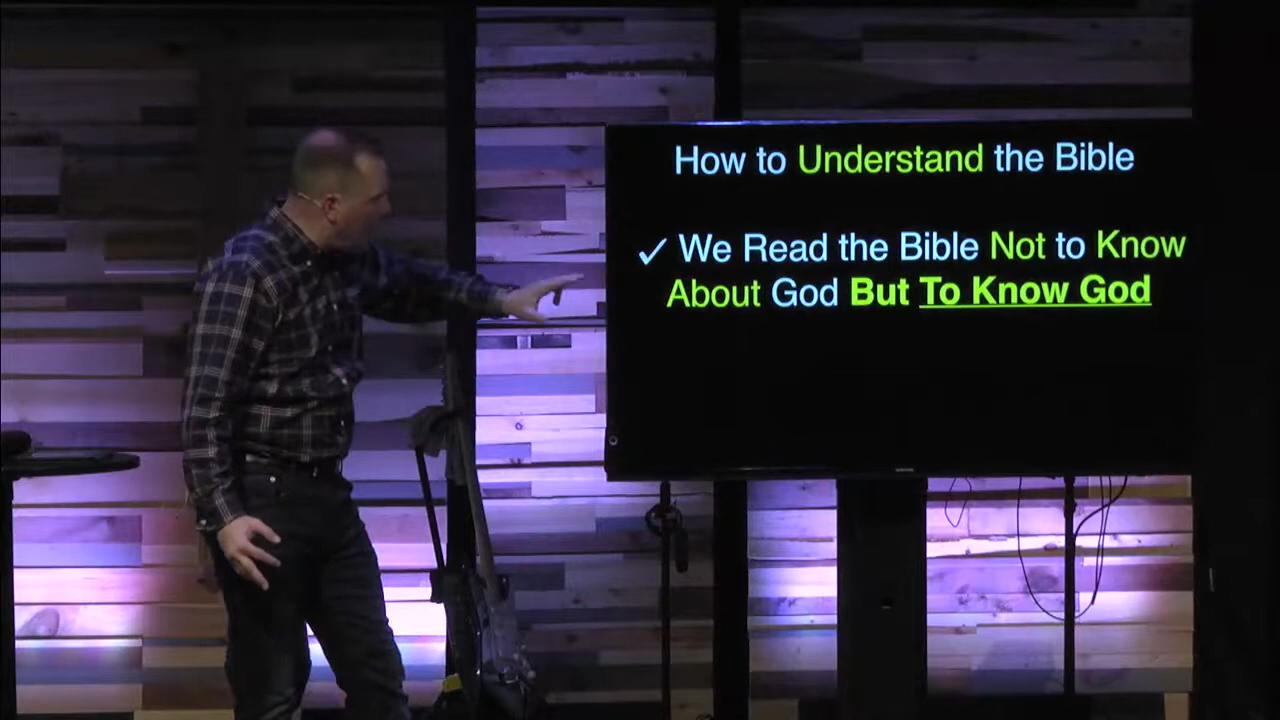 How to Understand the Bible
✓ We Read the Bible Not to Know
About God But To Know God